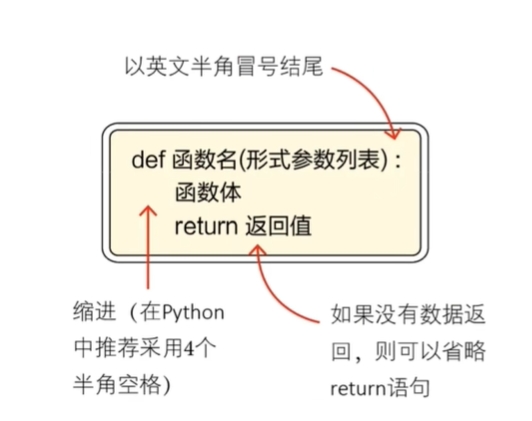 以英文半角冒号结尾
def 函数名(形式参数列表) :
函数体
return 返回值
缩进（在Python
中推荐采用4个
半角空格）
如果没有数据返
回，则可以省略
return语句